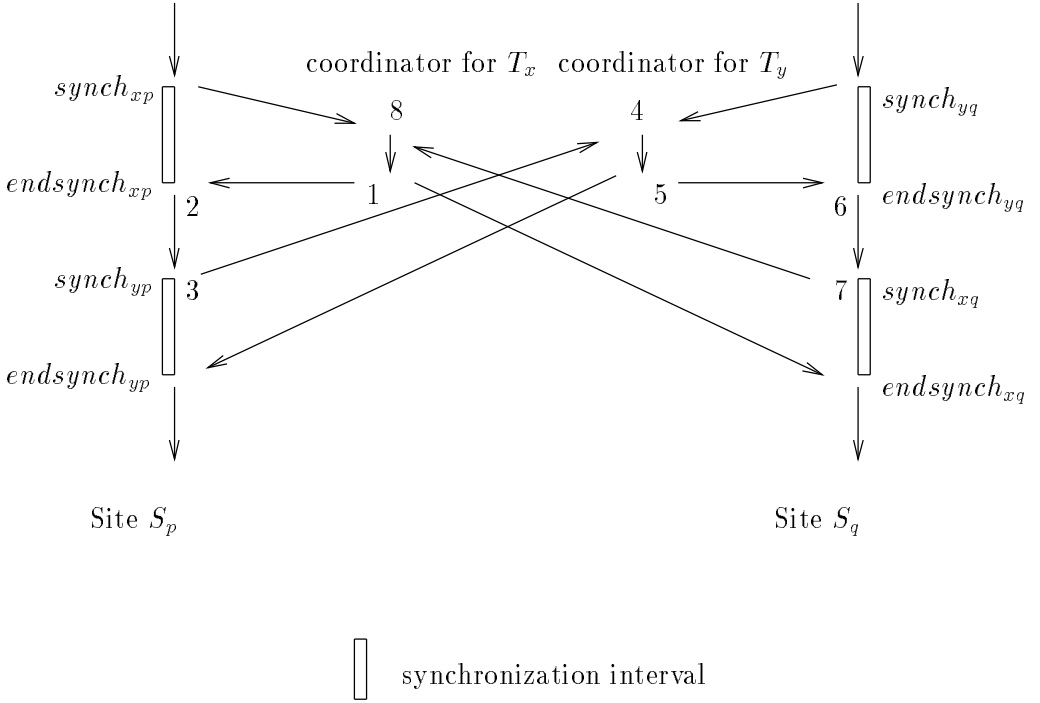 coordinator for Tₓ coordinator for T_y
synch_xp
8
4
synch_yq
endsynch_xp
1
5
endsynch_yq
2
6
synch_yp
3
7
synch_xq
endsynch_yp
endsynch_xq
Site S_p
Site S_q
synchronization interval